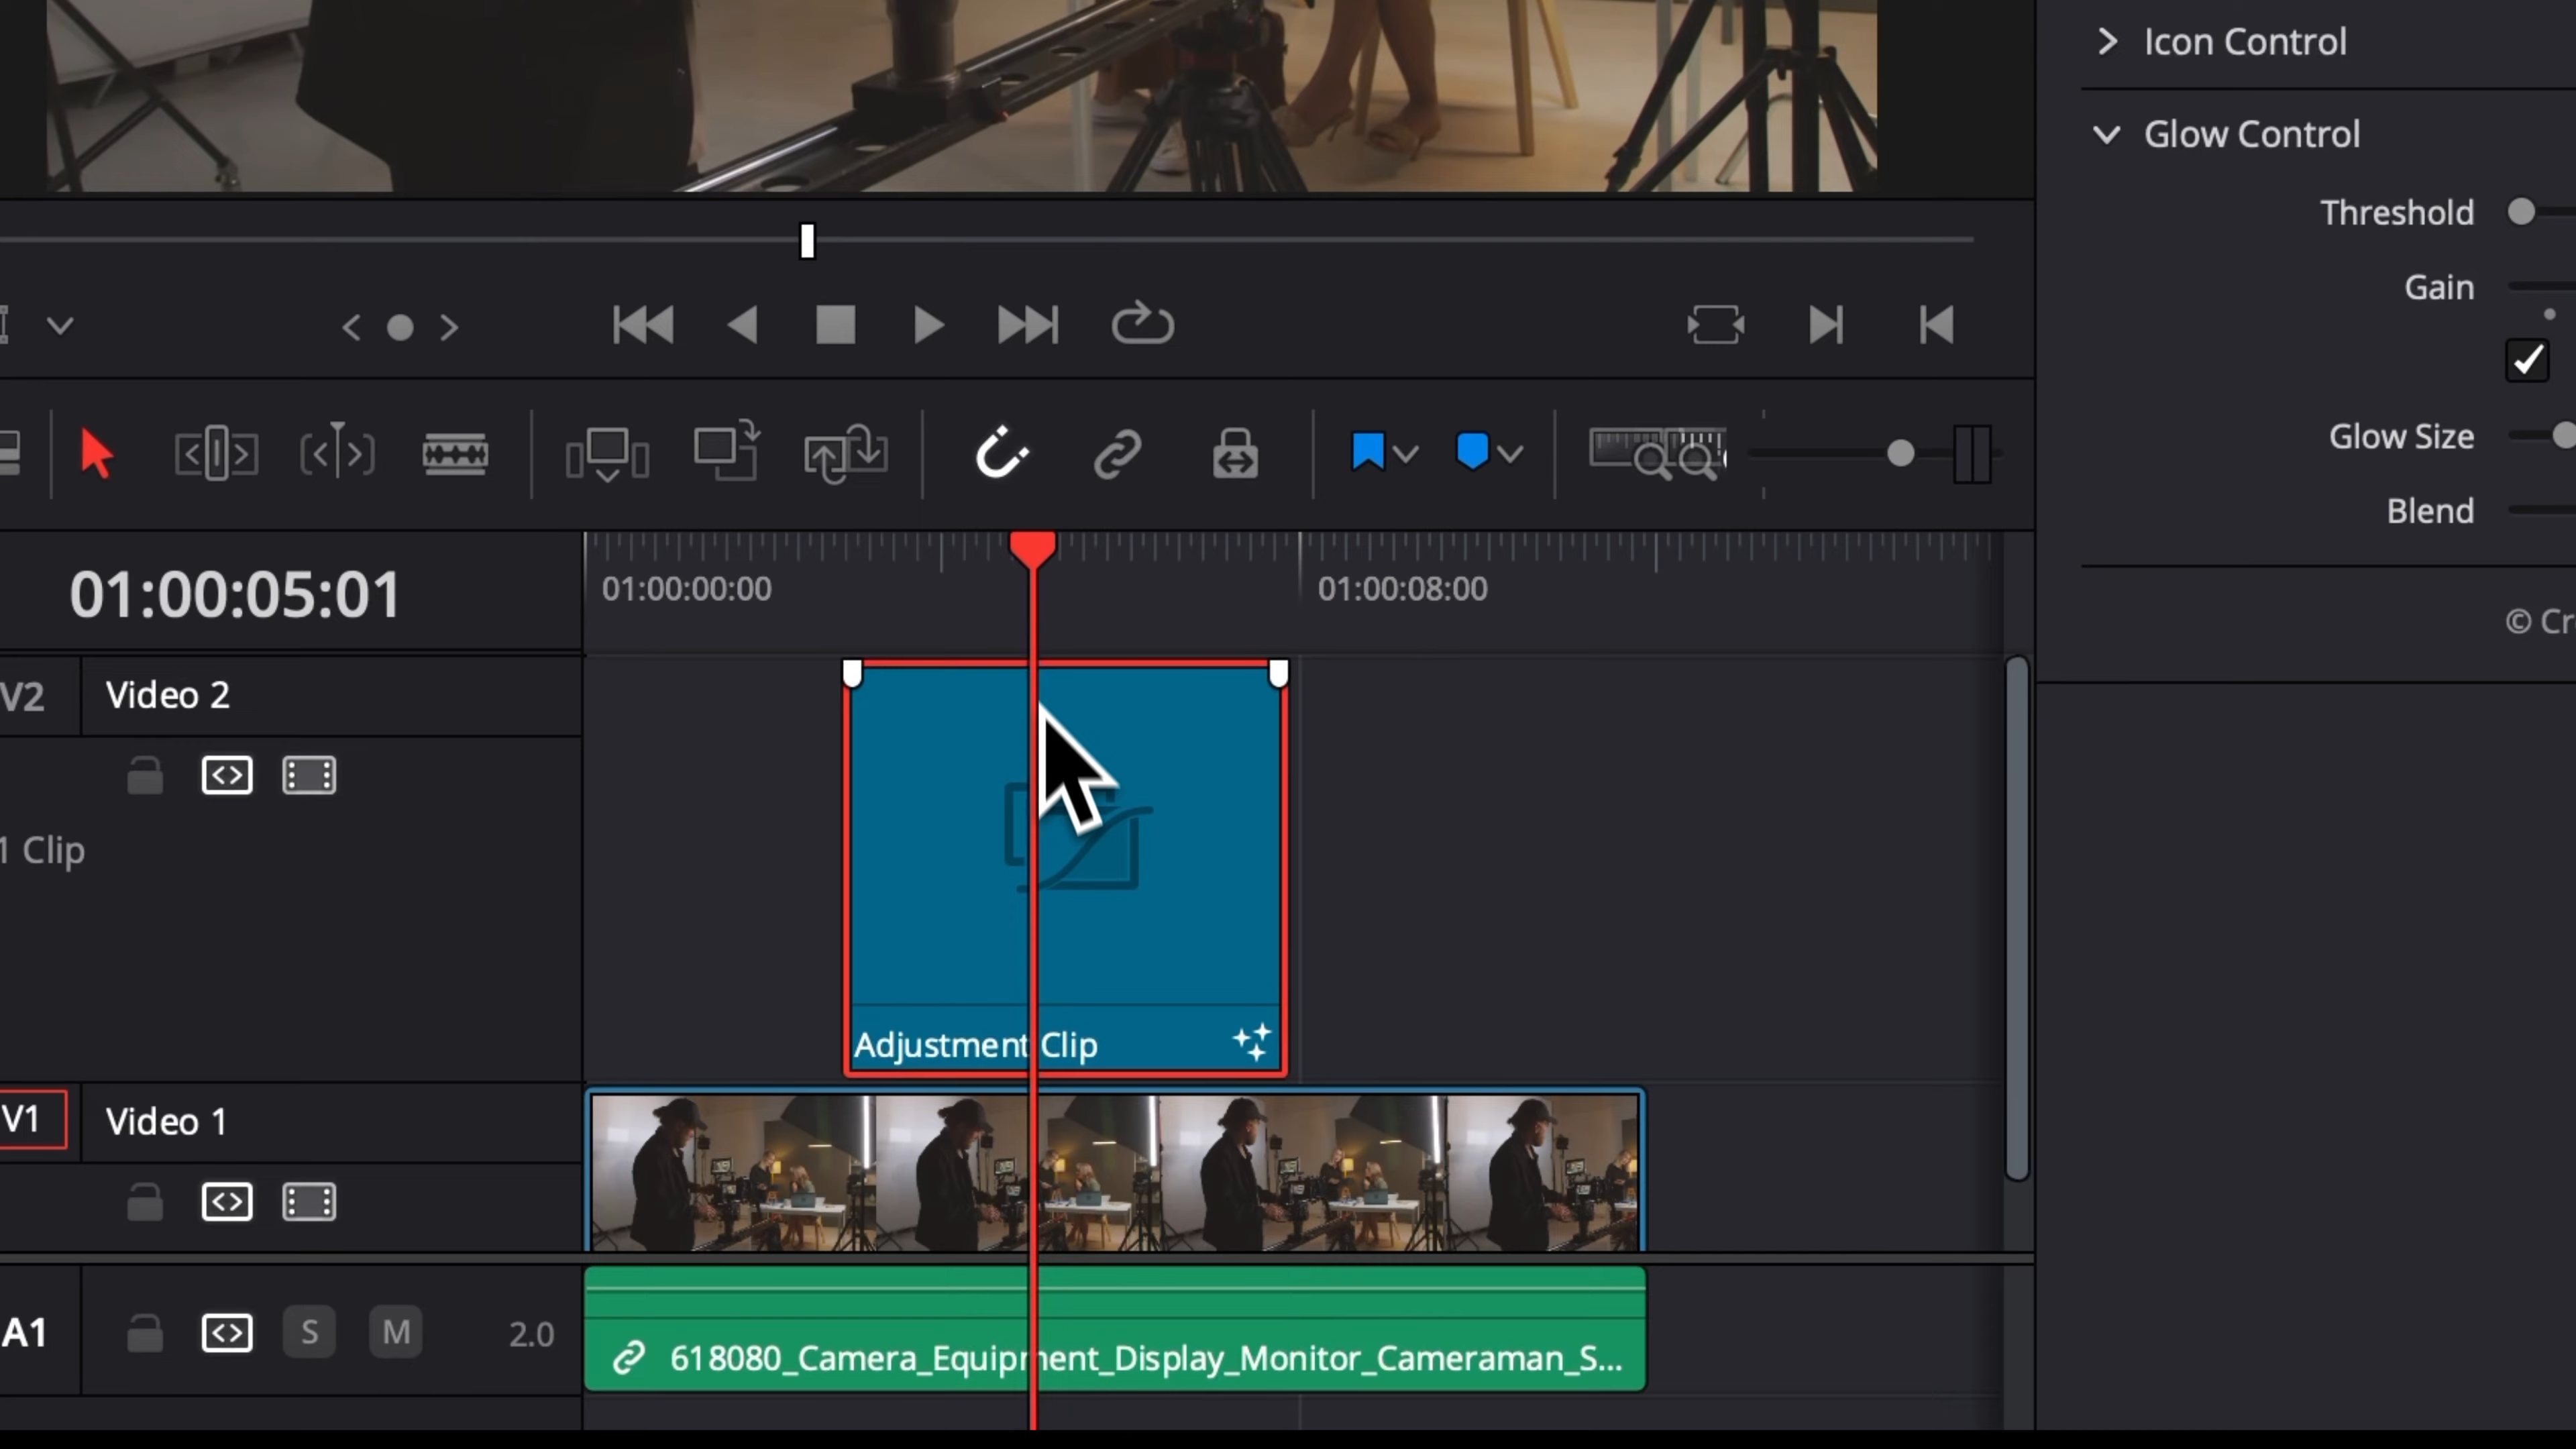 Icon Control
Glow Control
Threshold
Gain
Glow Size
Blend
© Cr
01:00:05:01
01:00:00:00
01:00:08:00
V2
Video 2
1 Clip
Adjustment Clip
V1
Video 1
A1
S
M
2.0
618080_Camera_Equipment_Display_Monitor_Cameraman_S...